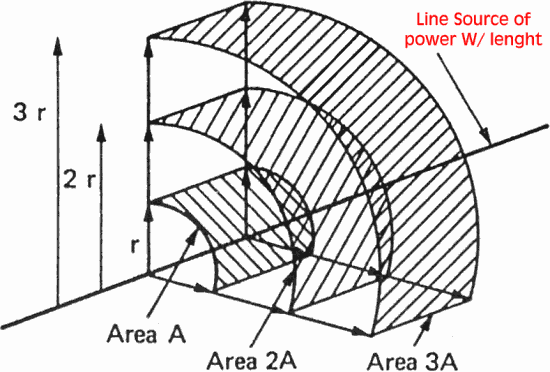 Line Source of
power W/ lenght
3 r
2 r
r
Area A
Area 2A
Area 3A